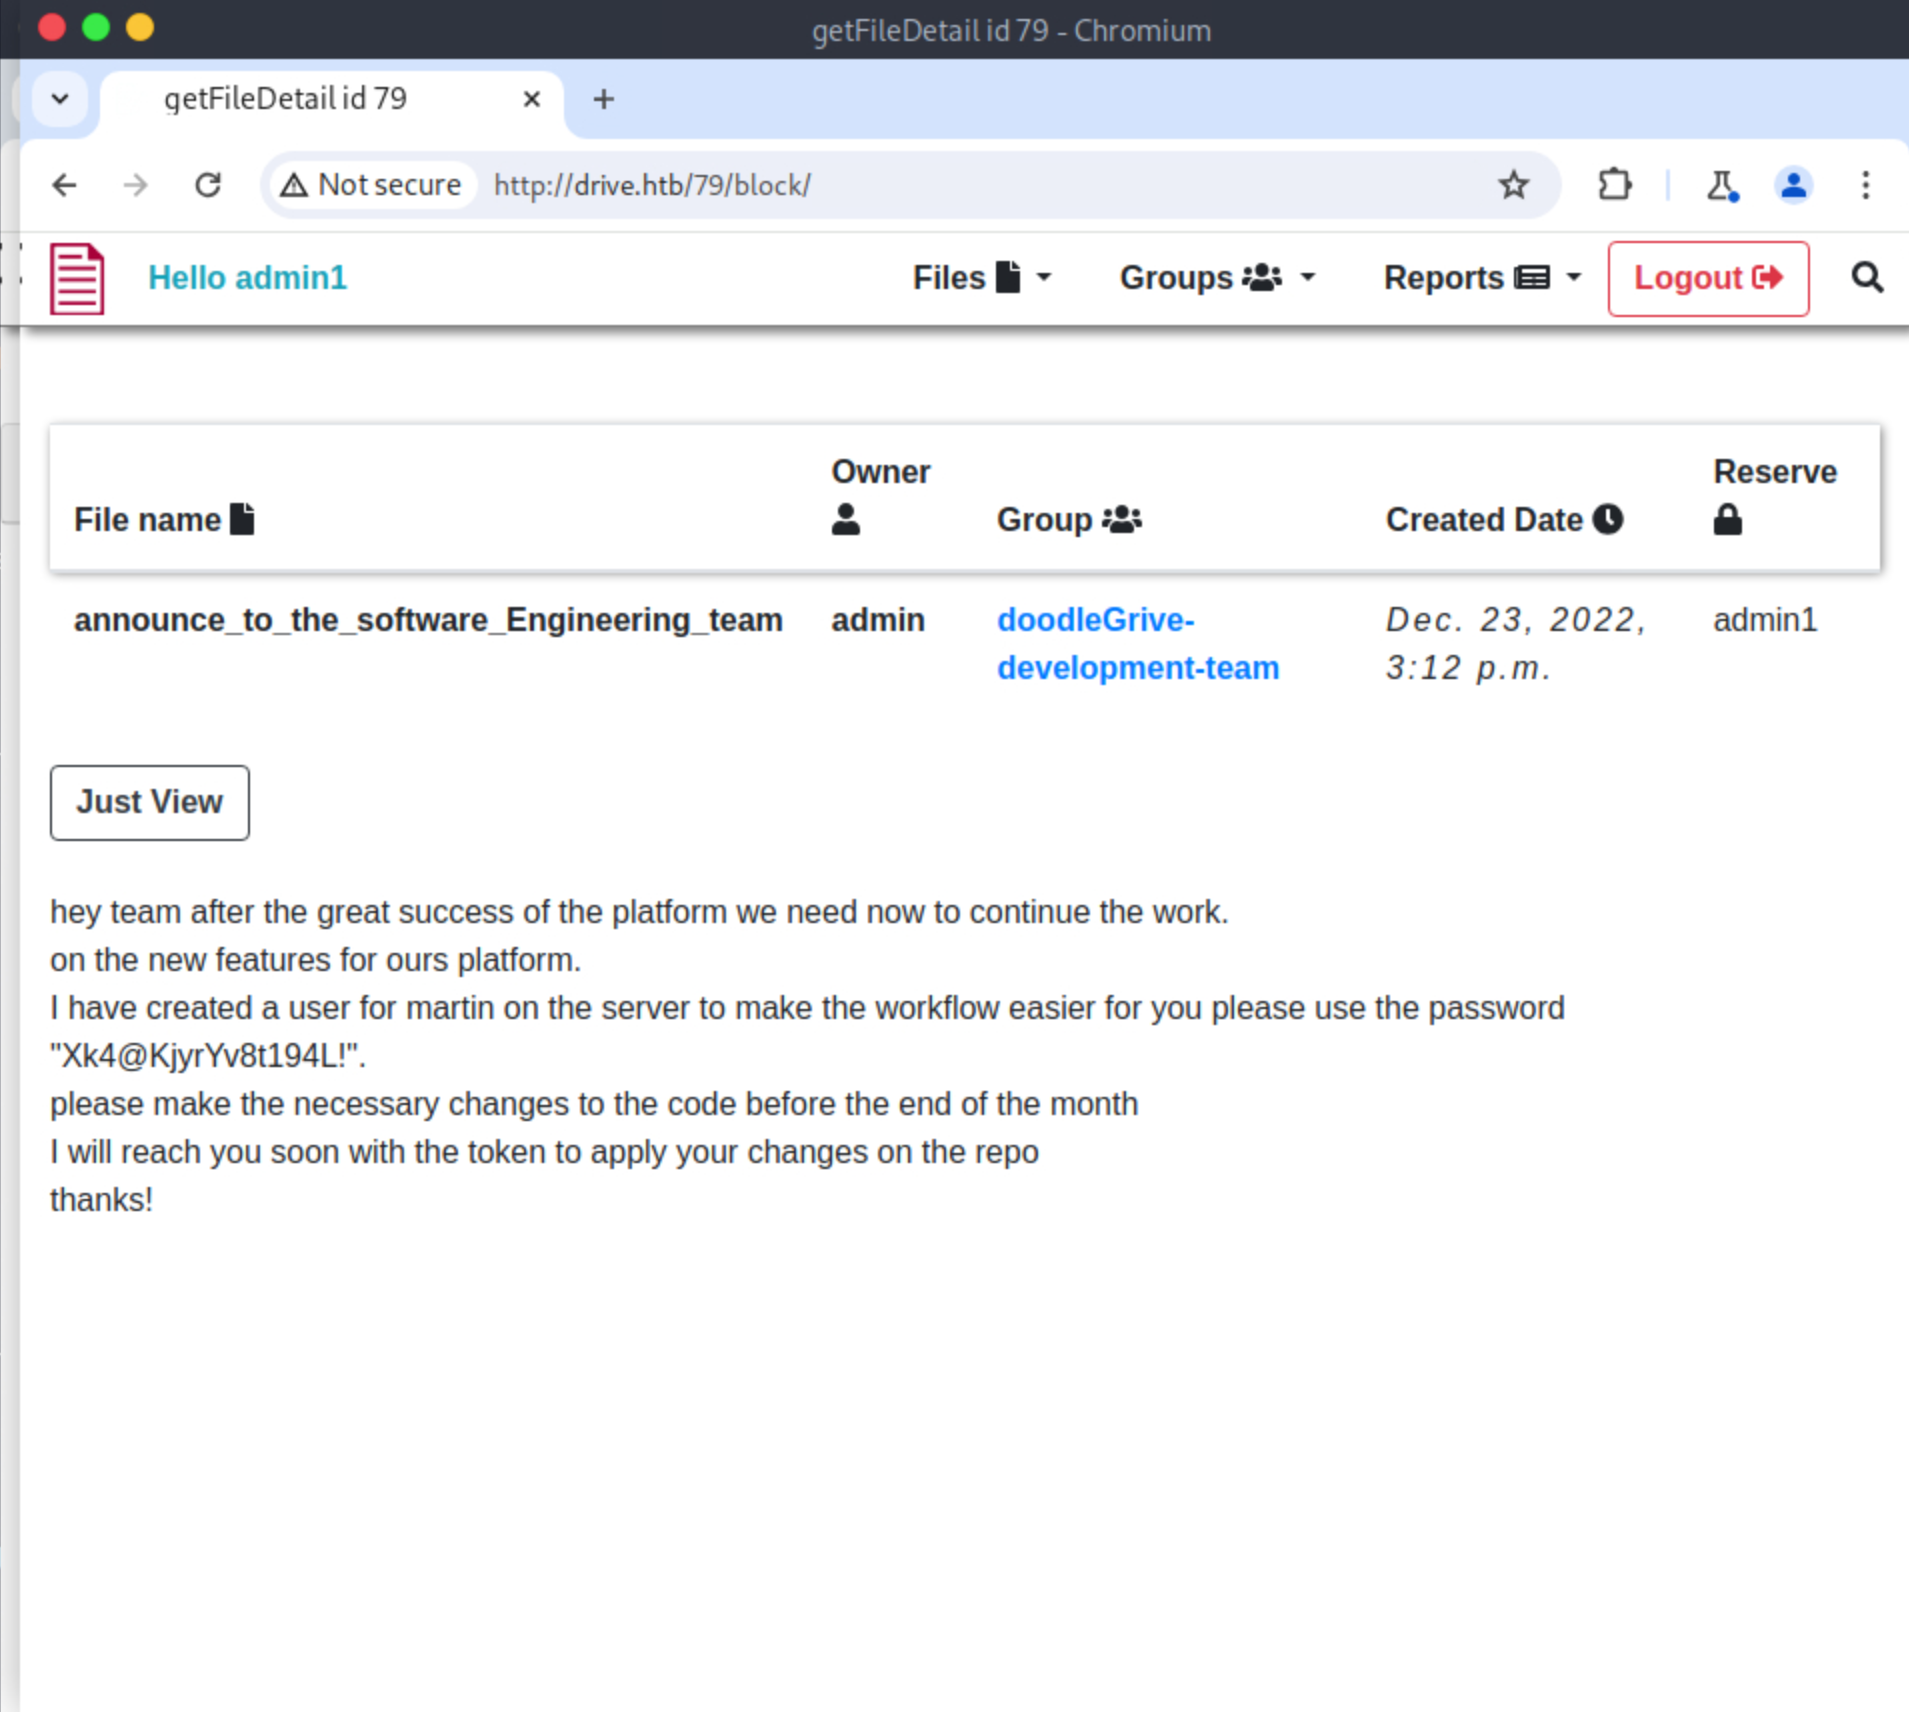 getFileDetail id 79 - Chromium
getFileDetail id 79
Not secure http://drive.htb/79/block/
Hello admin1 Files Groups Reports Logout
File name Owner Group Created Date Reserve
announce_to_the_software_Engineering_team admin doodleGrive- Dec. 23, 2022, admin1
development-team 3:12 p.m.
Just View
hey team after the great success of the platform we need now to continue the work.
on the new features for ours platform.
I have created a user for martin on the server to make the workflow easier for you please use the password
"Xk4@KjyrYv8t194L!".
please make the necessary changes to the code before the end of the month
I will reach you soon with the token to apply your changes on the repo
thanks!